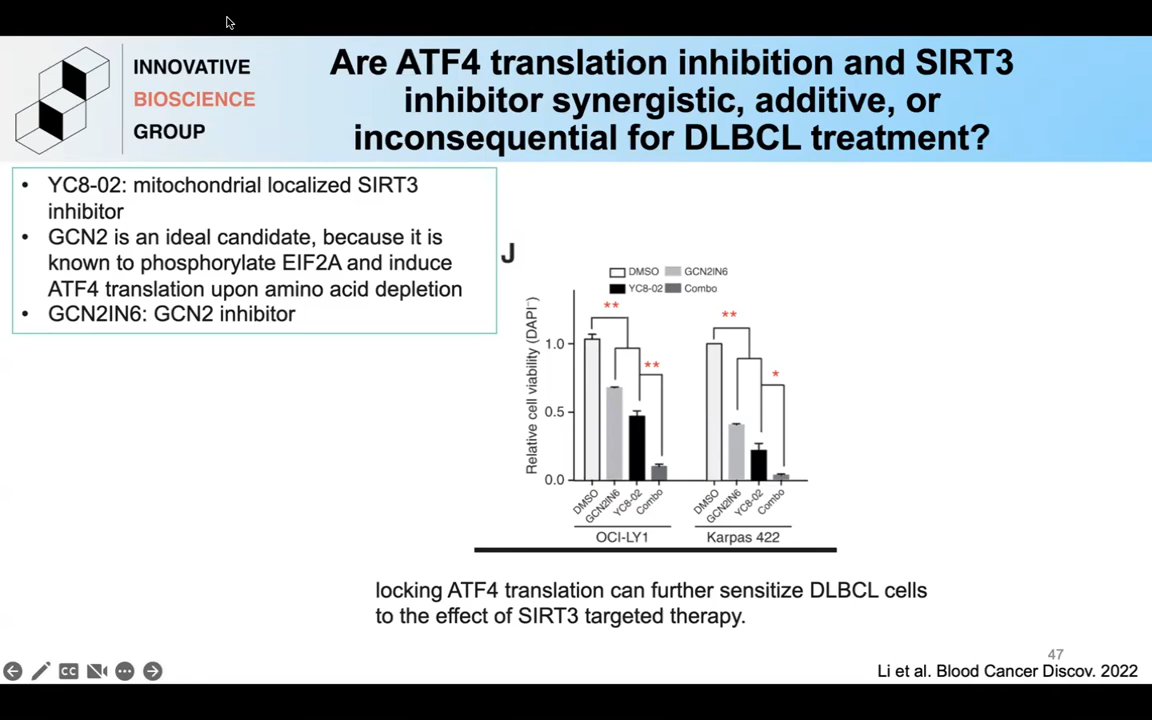 INNOVATIVE
BIOSCIENCE
GROUP
Are ATF4 translation inhibition and SIRT3
inhibitor synergistic, additive, or
inconsequential for DLBCL treatment?
• YC8-02: mitochondrial localized SIRT3
inhibitor
• GCN2 is an ideal candidate, because it is
known to phosphorylate EIF2A and induce
ATF4 translation upon amino acid depletion
• GCN2IN6: GCN2 inhibitor
J
DMSO GCN2IN6
YC8-02 Combo
Relative cell viability (DAPI⁻)
1.0
0.5
0.0
** **
** *
DMSO GCN2IN6 YC8-02 Combo
DMSO GCN2IN6 YC8-02 Combo
OCI-LY1 Karpas 422
locking ATF4 translation can further sensitize DLBCL cells
to the effect of SIRT3 targeted therapy.
47
Li et al. Blood Cancer Discov. 2022
CC